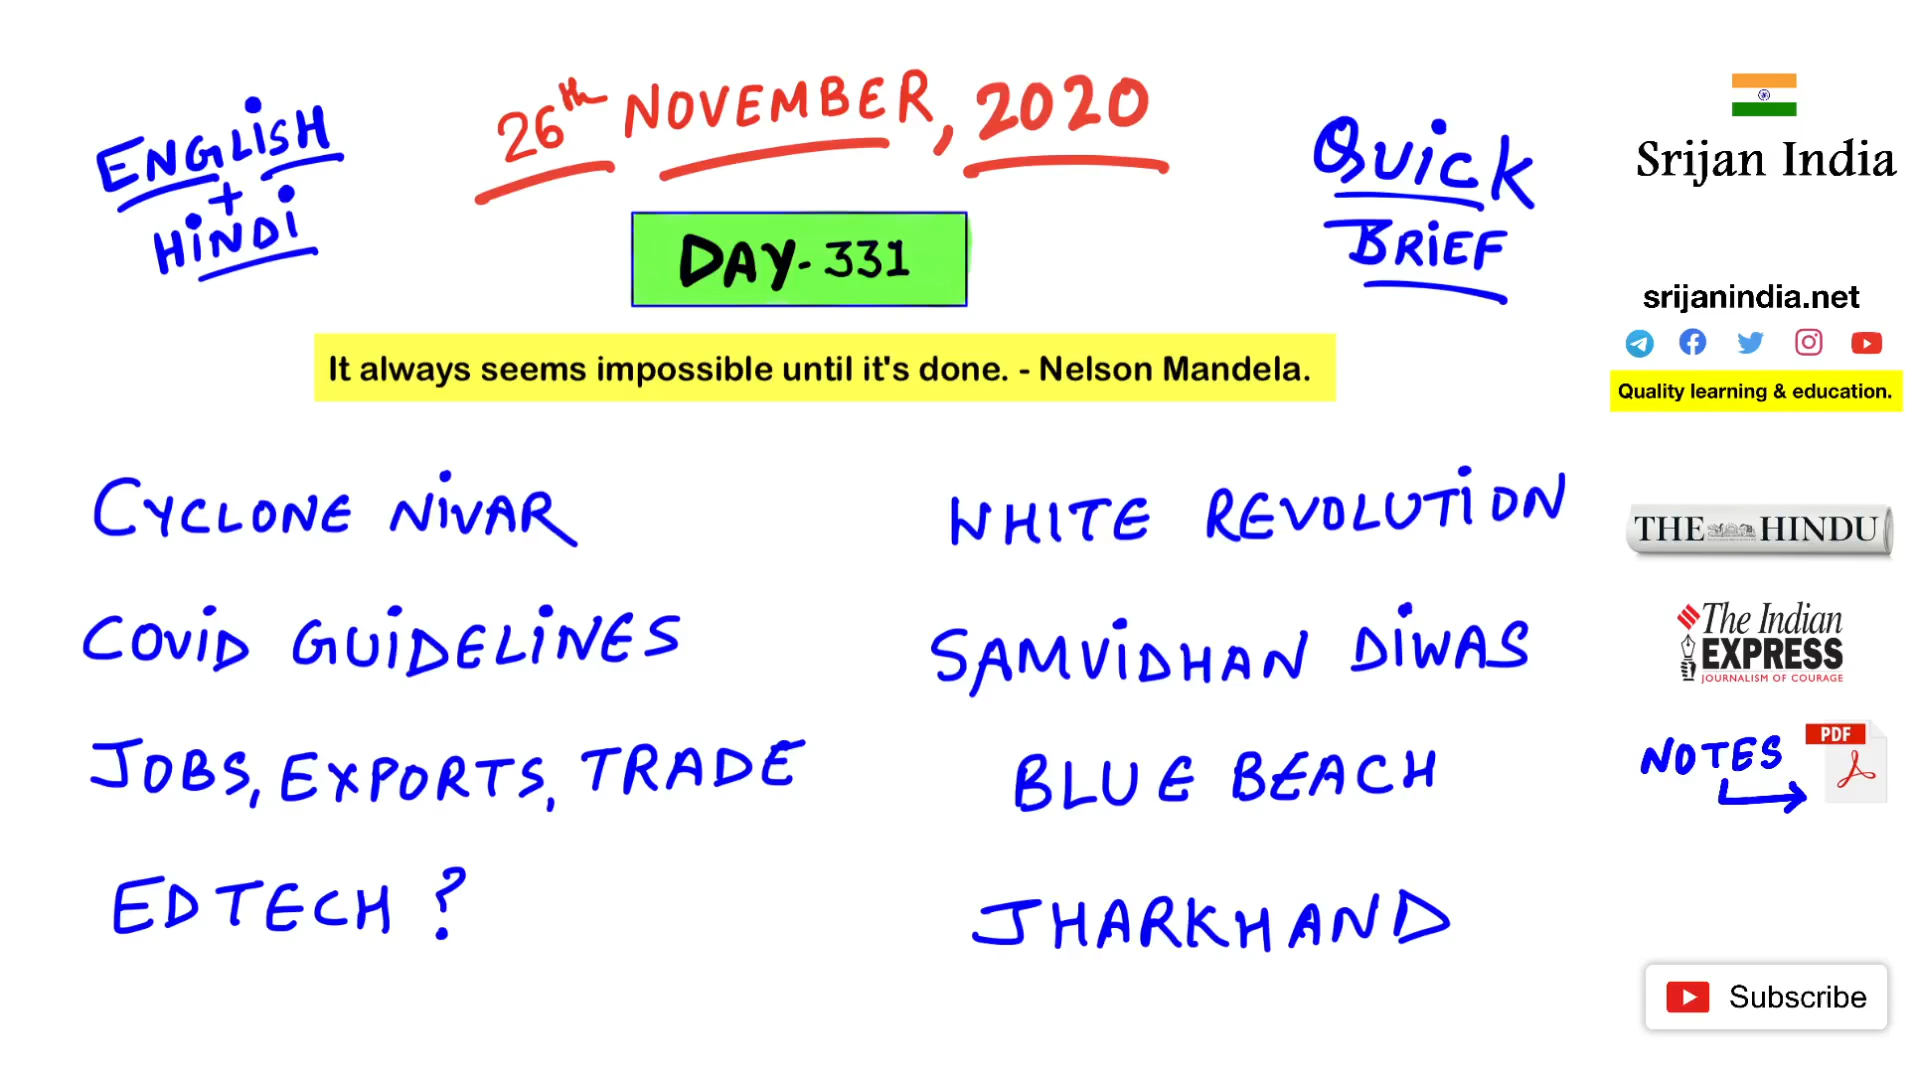 ENGLISH
+
HINDI
26th NOVEMBER, 2020
DAY-331
QUICK
BRIEF
Srijan India
srijanindia.net
Quality learning & education.
It always seems impossible until it's done. - Nelson Mandela.
CYCLONE NIVAR
COVID GUIDELINES
JOBS, EXPORTS, TRADE
EDTECH ?
WHITE REVOLUTION
SAMVIDHAN DIWAS
BLUE BEACH
JHARKHAND
THE HINDU
The Indian
EXPRESS
JOURNALISM OF COURAGE
NOTES
PDF
Subscribe